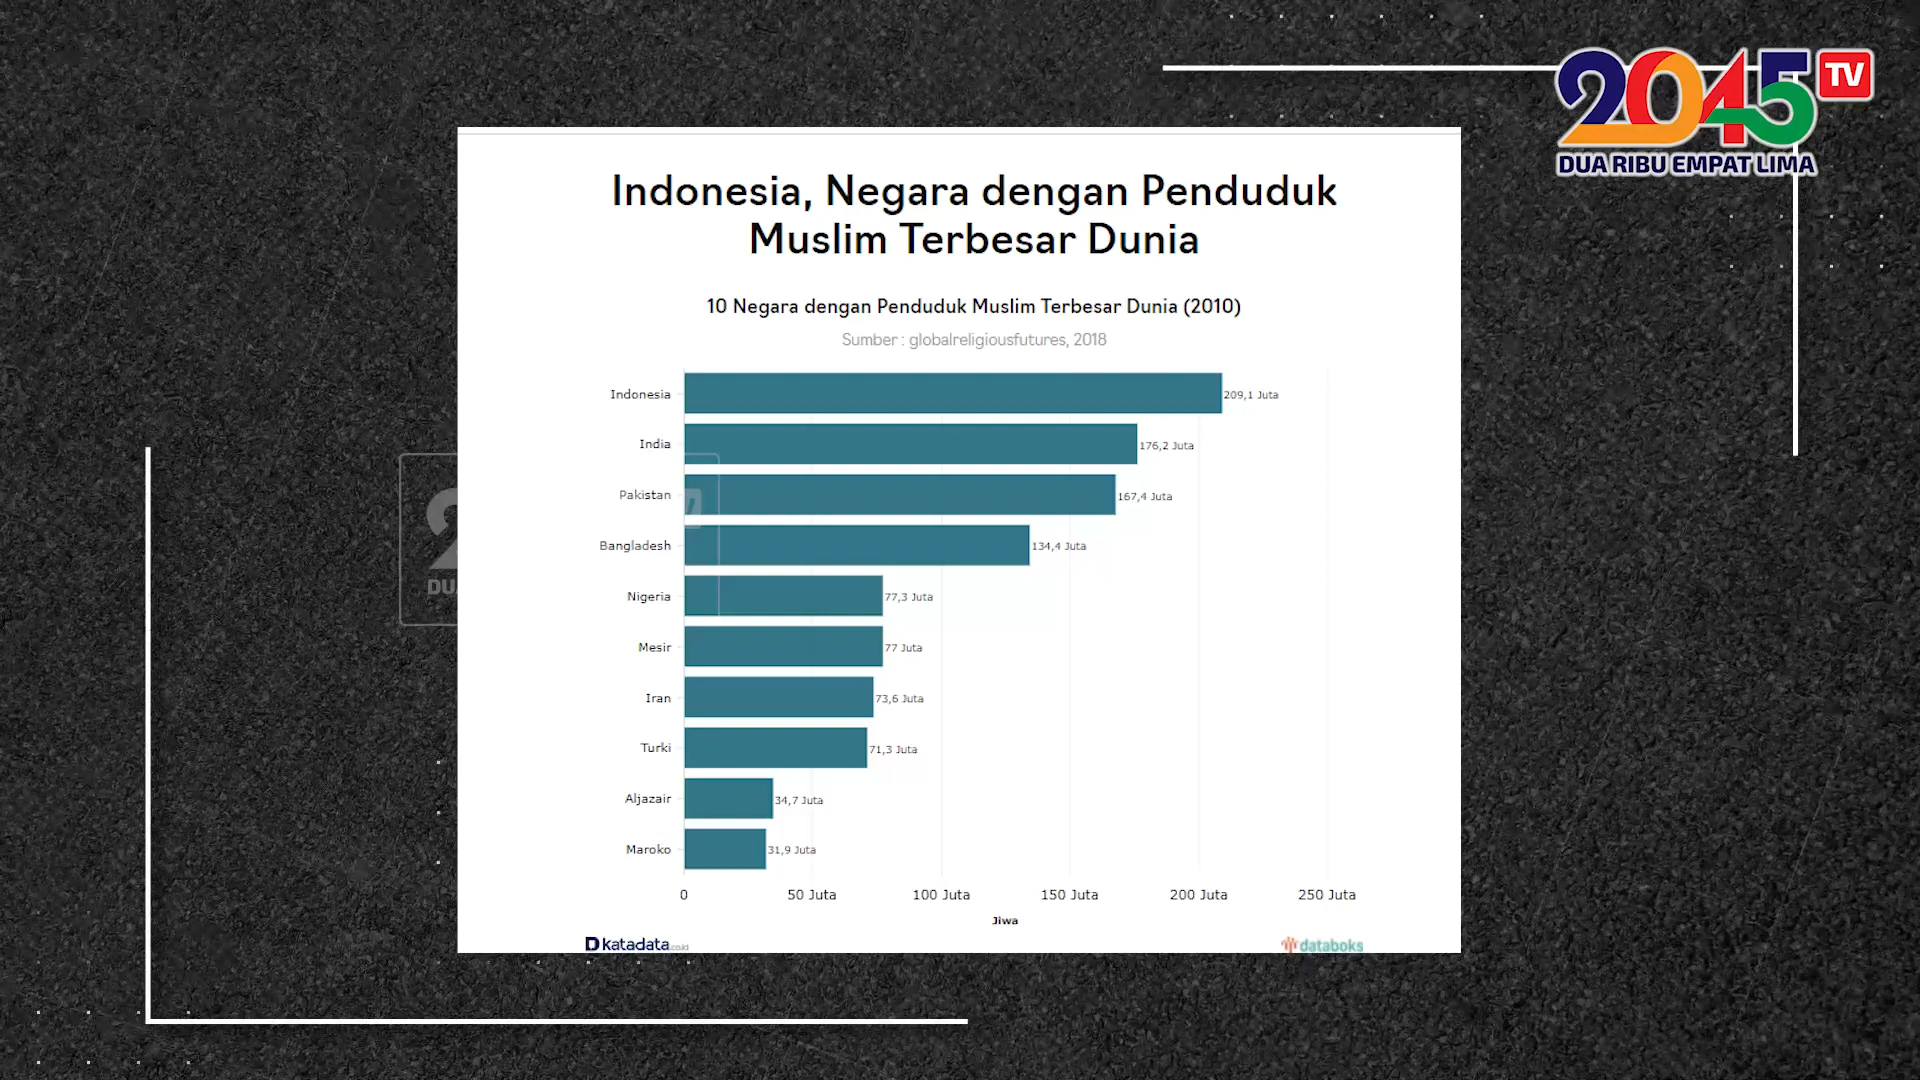 2045 TV
DUA RIBU EMPAT LIMA
Indonesia, Negara dengan Penduduk
Muslim Terbesar Dunia
10 Negara dengan Penduduk Muslim Terbesar Dunia (2010)
Sumber : globalreligiousfutures, 2018
Indonesia 209,1 Juta
India 176,2 Juta
Pakistan 167,4 Juta
Bangladesh 134,4 Juta
Nigeria 77,3 Juta
Mesir 77 Juta
Iran 73,6 Juta
Turki 71,3 Juta
Aljazair 34,7 Juta
Maroko 31,9 Juta
0 50 Juta 100 Juta 150 Juta 200 Juta 250 Juta
Jiwa
katadata.co.id databoks